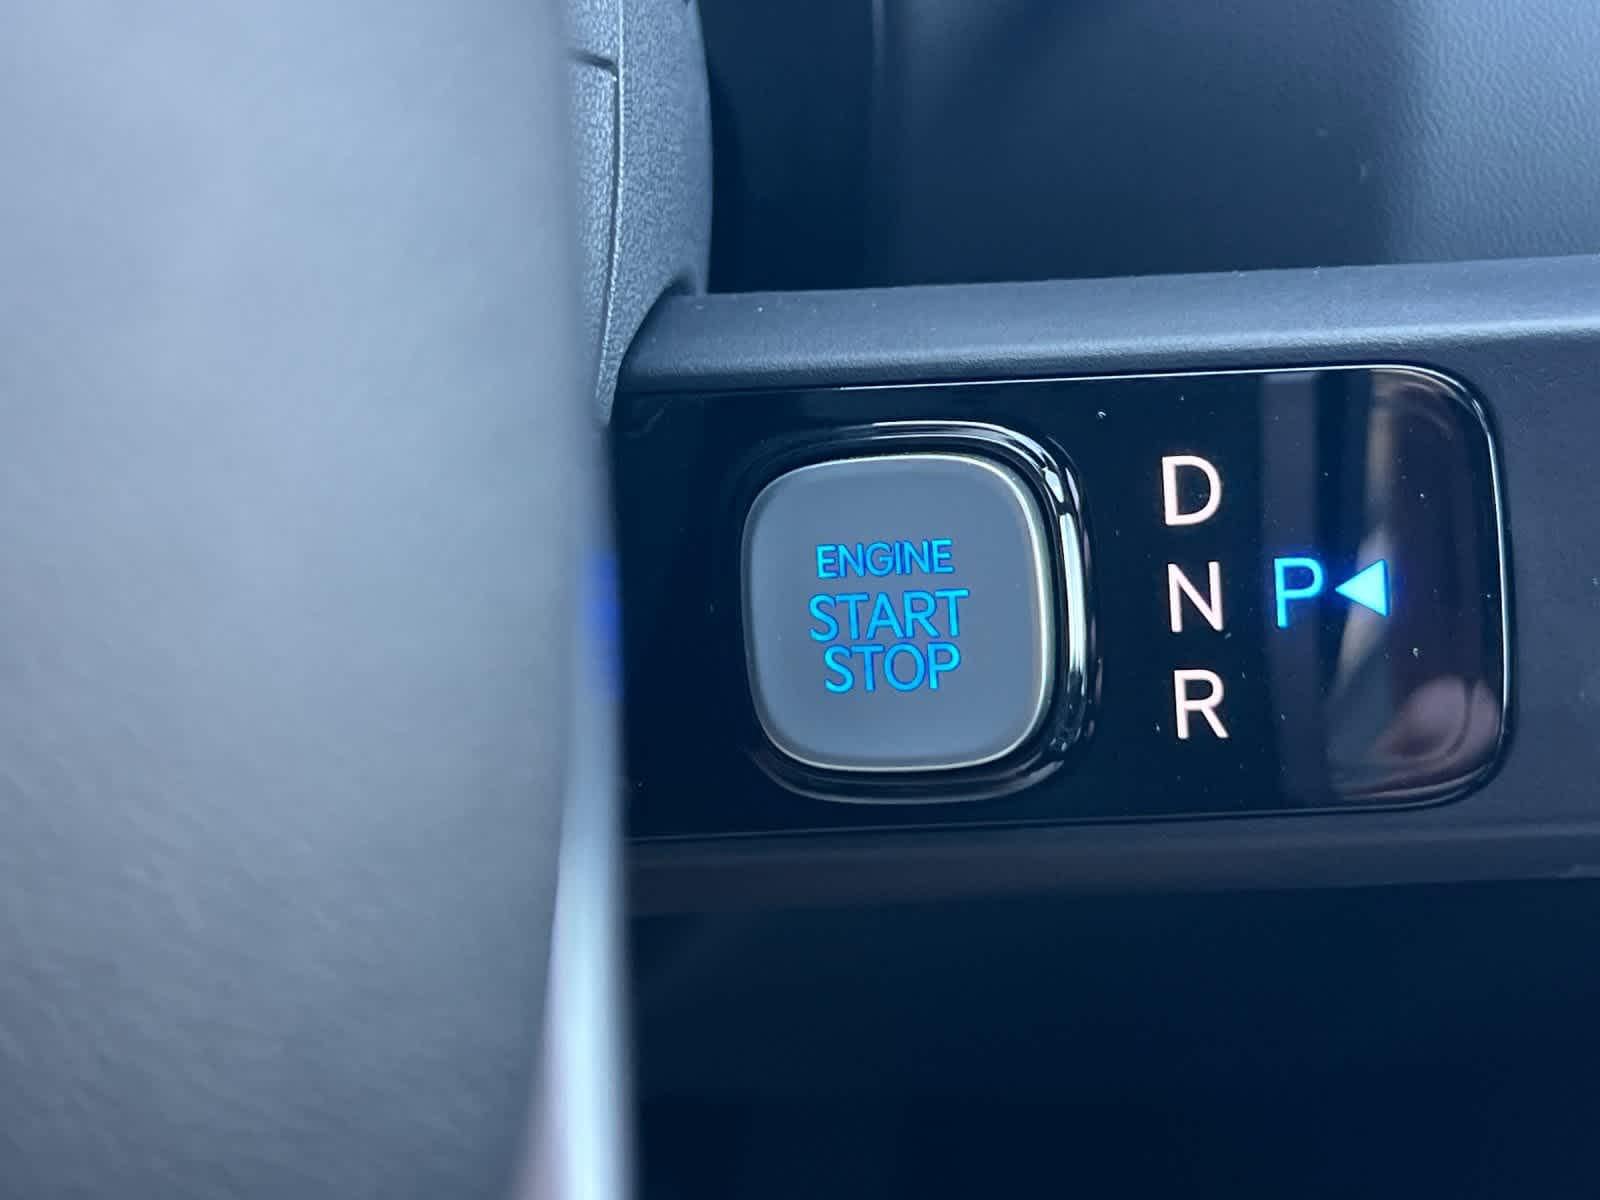 ENGINE
START
STOP
D
N P◀
R